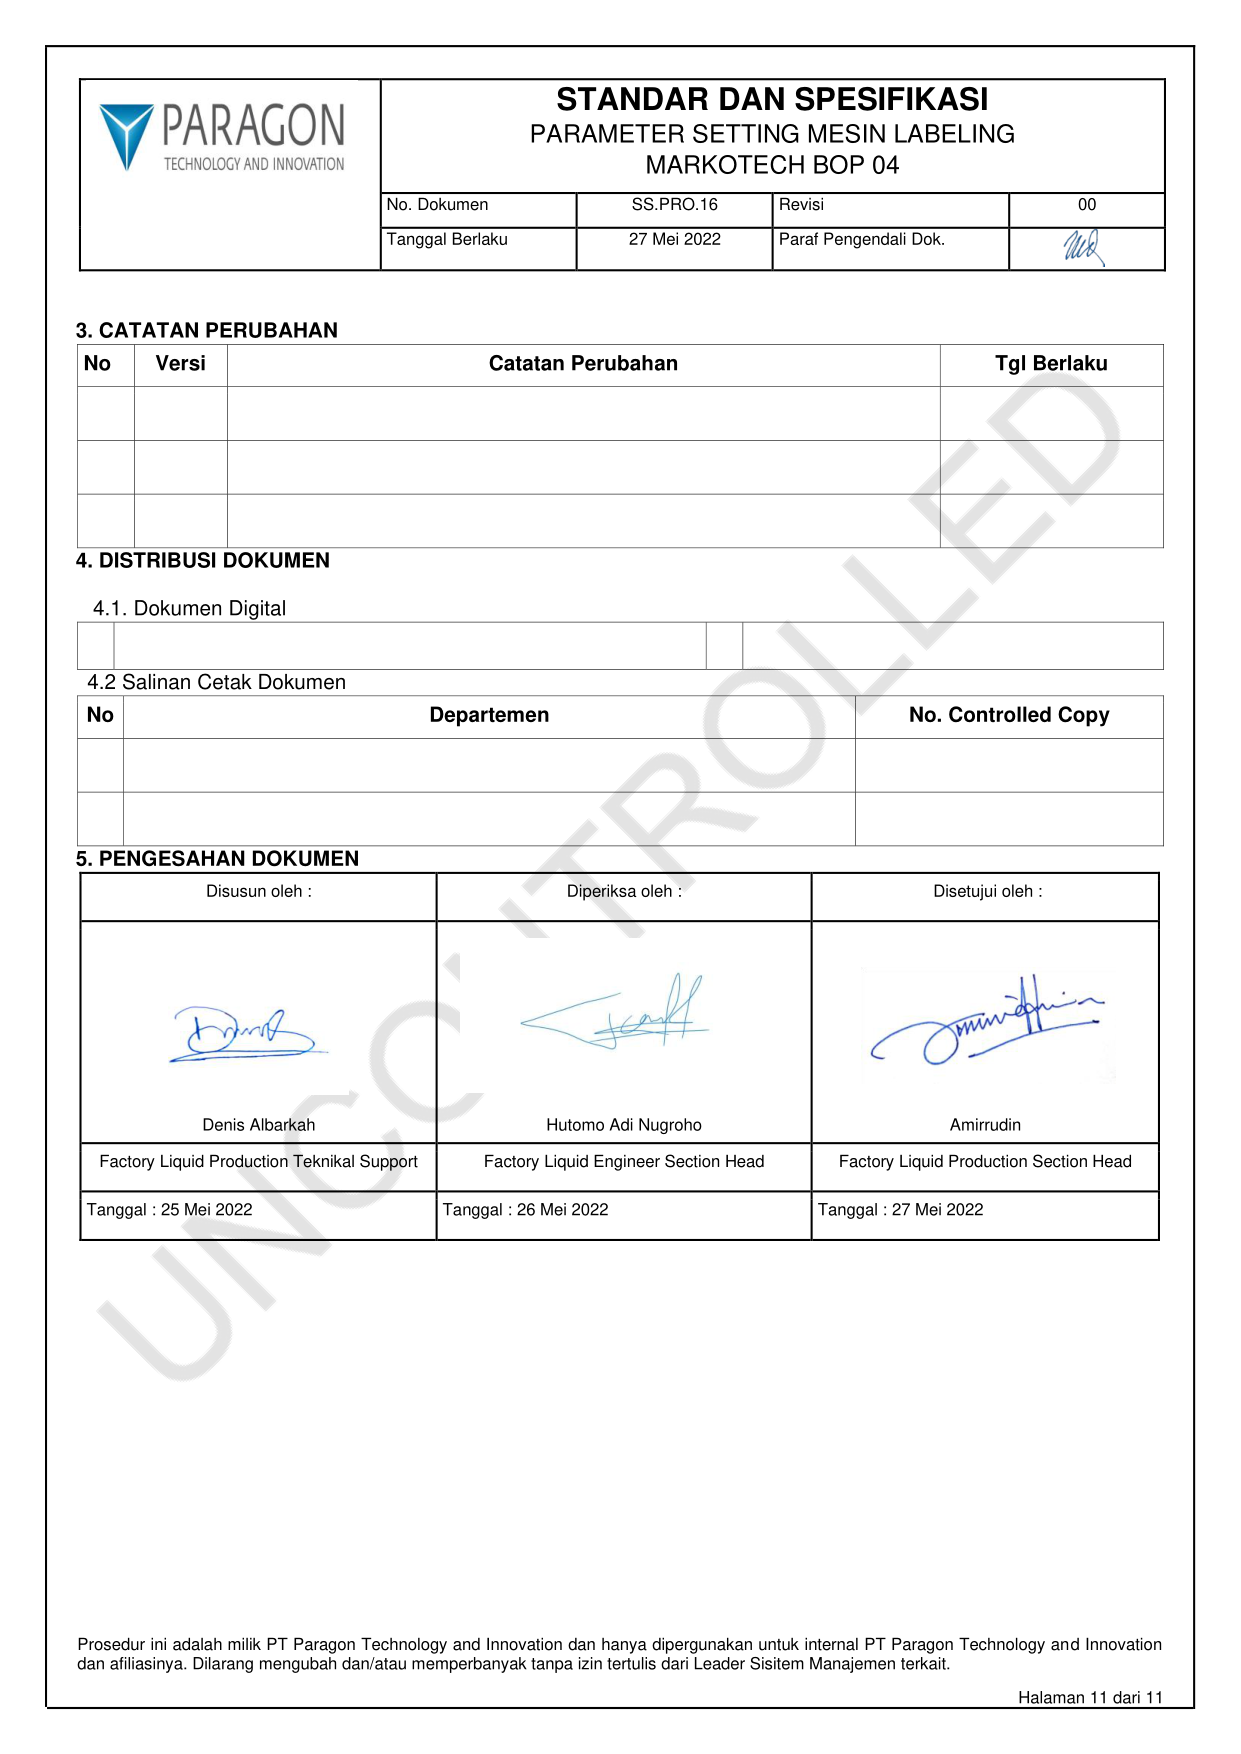 PARAGON
TECHNOLOGY AND INNOVATION
STANDAR DAN SPESIFIKASI
PARAMETER SETTING MESIN LABELING
MARKOTECH BOP 04
No. Dokumen SS.PRO.16 Revisi 00
Tanggal Berlaku 27 Mei 2022 Paraf Pengendali Dok.
3. CATATAN PERUBAHAN
No Versi Catatan Perubahan Tgl Berlaku
4. DISTRIBUSI DOKUMEN
4.1. Dokumen Digital
4.2 Salinan Cetak Dokumen
No Departemen No. Controlled Copy
5. PENGESAHAN DOKUMEN
Disusun oleh : Diperiksa oleh : Disetujui oleh :
Denis Albarkah Hutomo Adi Nugroho Amirrudin
Factory Liquid Production Teknikal Support Factory Liquid Engineer Section Head Factory Liquid Production Section Head
Tanggal : 25 Mei 2022 Tanggal : 26 Mei 2022 Tanggal : 27 Mei 2022
Prosedur ini adalah milik PT Paragon Technology and Innovation dan hanya dipergunakan untuk internal PT Paragon Technology and Innovation
dan afiliasinya. Dilarang mengubah dan/atau memperbanyak tanpa izin tertulis dari Leader Sisitem Manajemen terkait.
Halaman 11 dari 11